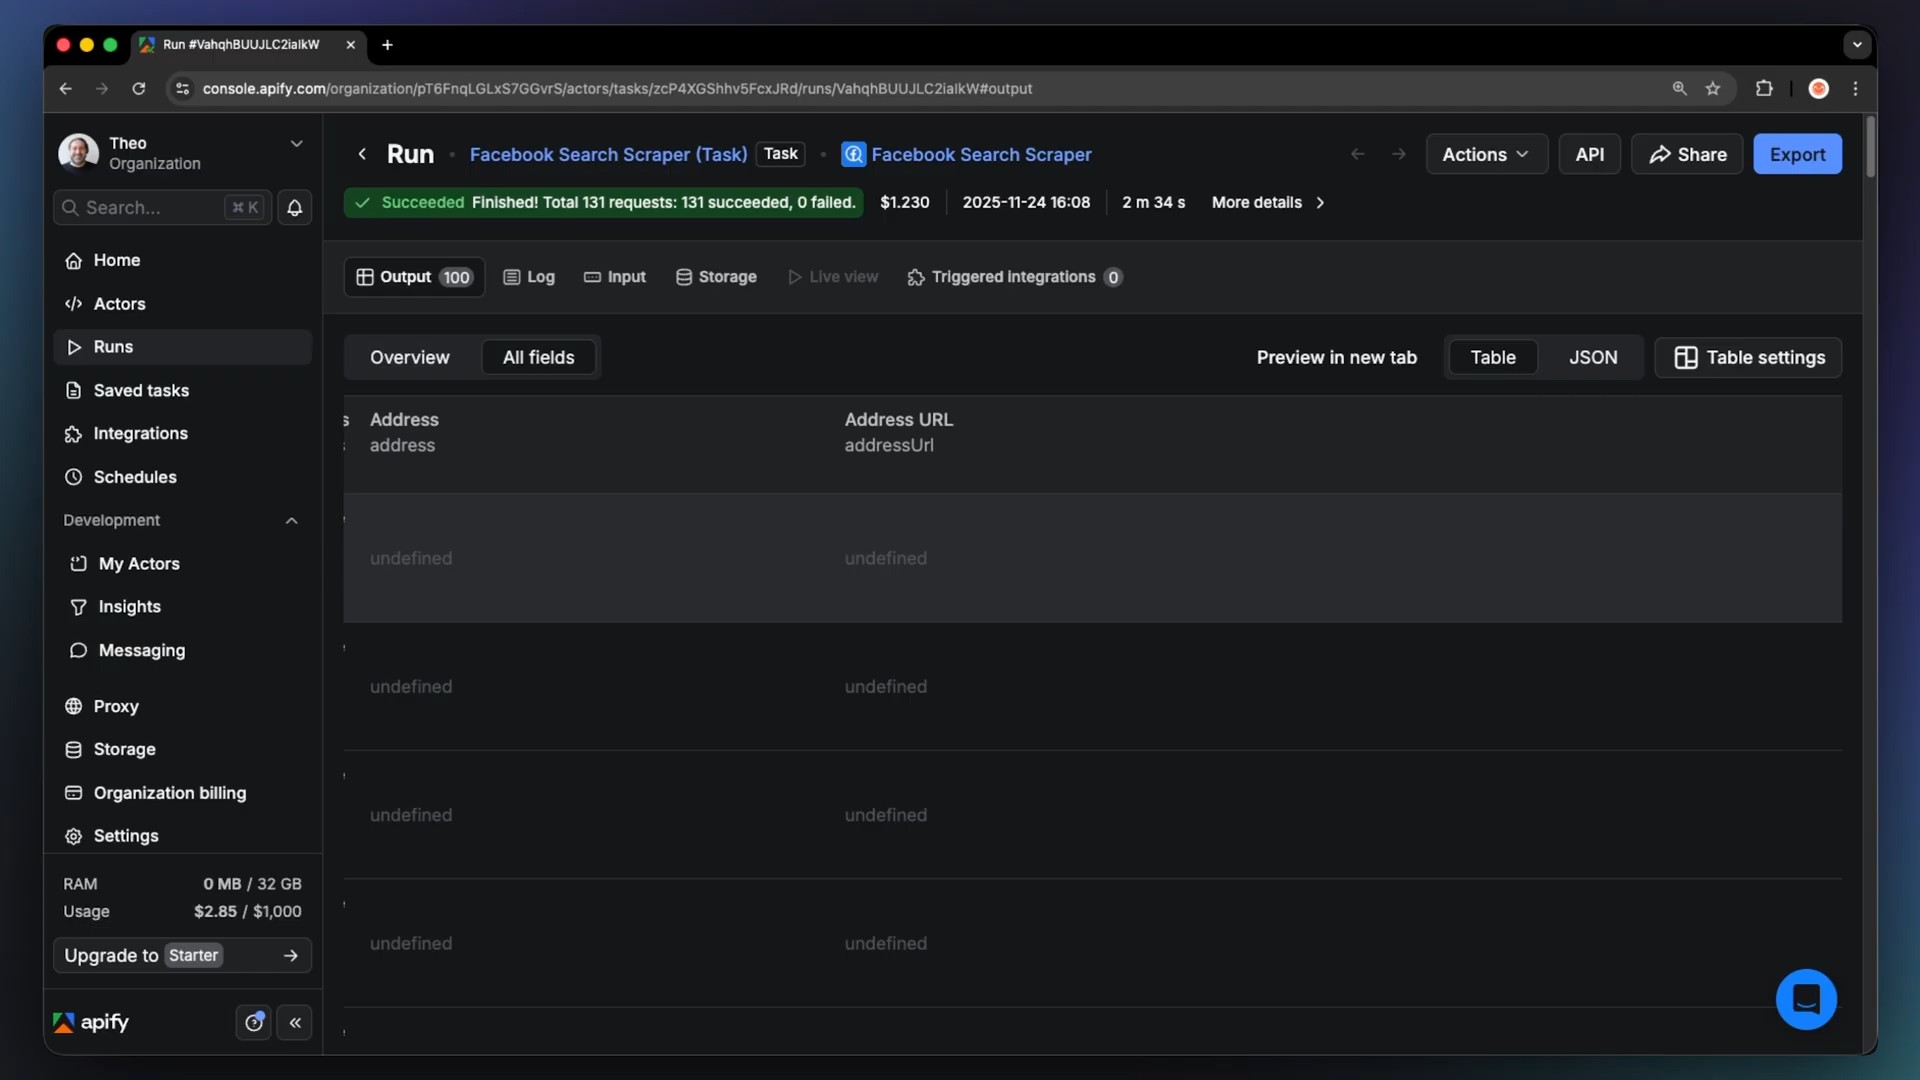 Run #VahqhBUUJLC2ialkW
console.apify.com/organization/pT6FnqLGLxS7GGvrS/actors/tasks/zcP4XGShhv5FcxJRd/runs/VahqhBUUJLC2ialkW#output
Theo
Organization
Search... ⌘ K
Home
Actors
Runs
Saved tasks
Integrations
Schedules
Development
My Actors
Insights
Messaging
Proxy
Storage
Organization billing
Settings
RAM 0 MB / 32 GB
Usage $2.85 / $1,000
Upgrade to Starter
apify
Run · Facebook Search Scraper (Task) Task · Facebook Search Scraper
Actions API Share Export
Succeeded Finished! Total 131 requests: 131 succeeded, 0 failed. $1.230 2025-11-24 16:08 2 m 34 s More details
Output 100 Log Input Storage Live view Triggered integrations 0
Overview All fields Preview in new tab Table JSON Table settings
s Address Address URL
address addressUrl
undefined undefined
undefined undefined
undefined undefined
undefined undefined